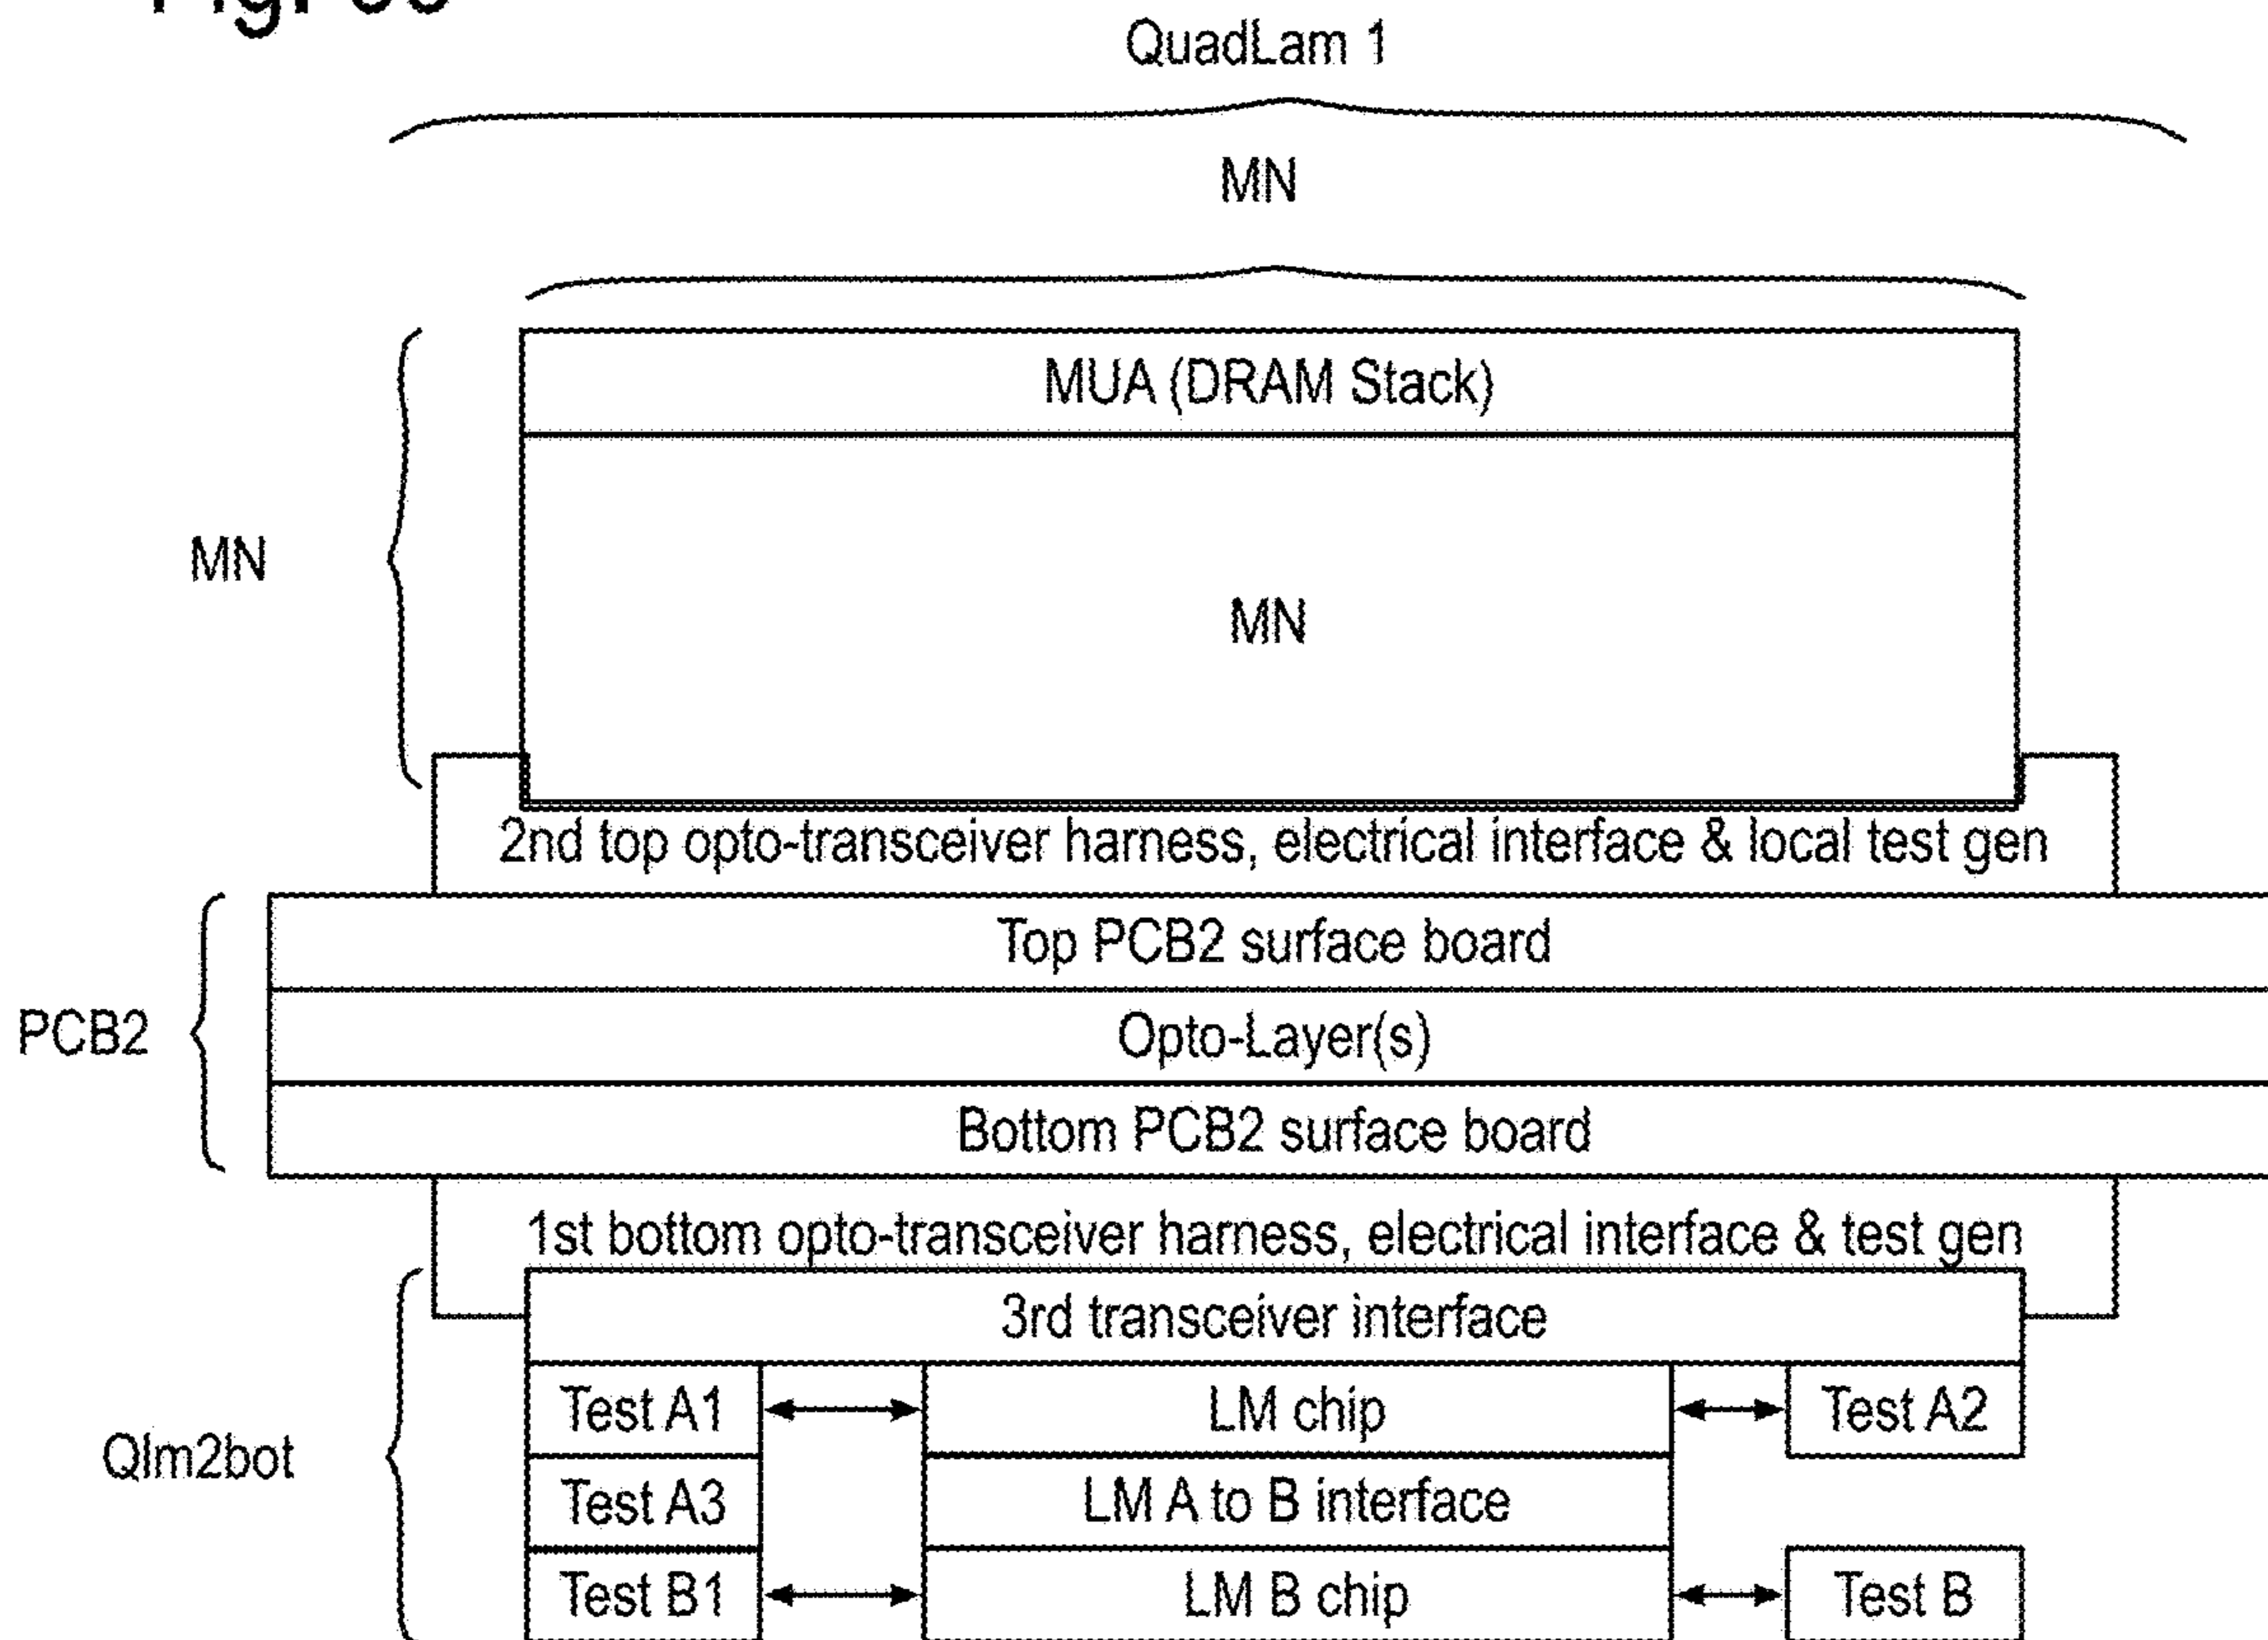 QuadLam 1
MN
MUA (DRAM Stack)
MN
MN
2nd top opto-transceiver harness, electrical interface & local test gen
Top PCB2 surface board
PCB2
Opto-Layer(s)
Bottom PCB2 surface board
1st bottom opto-transceiver harness, electrical interface & test gen
3rd transceiver interface
Test A1
LM chip
Test A2
Qlm2bot
Test A3
LM A to B interface
Test B1
LM B chip
Test B